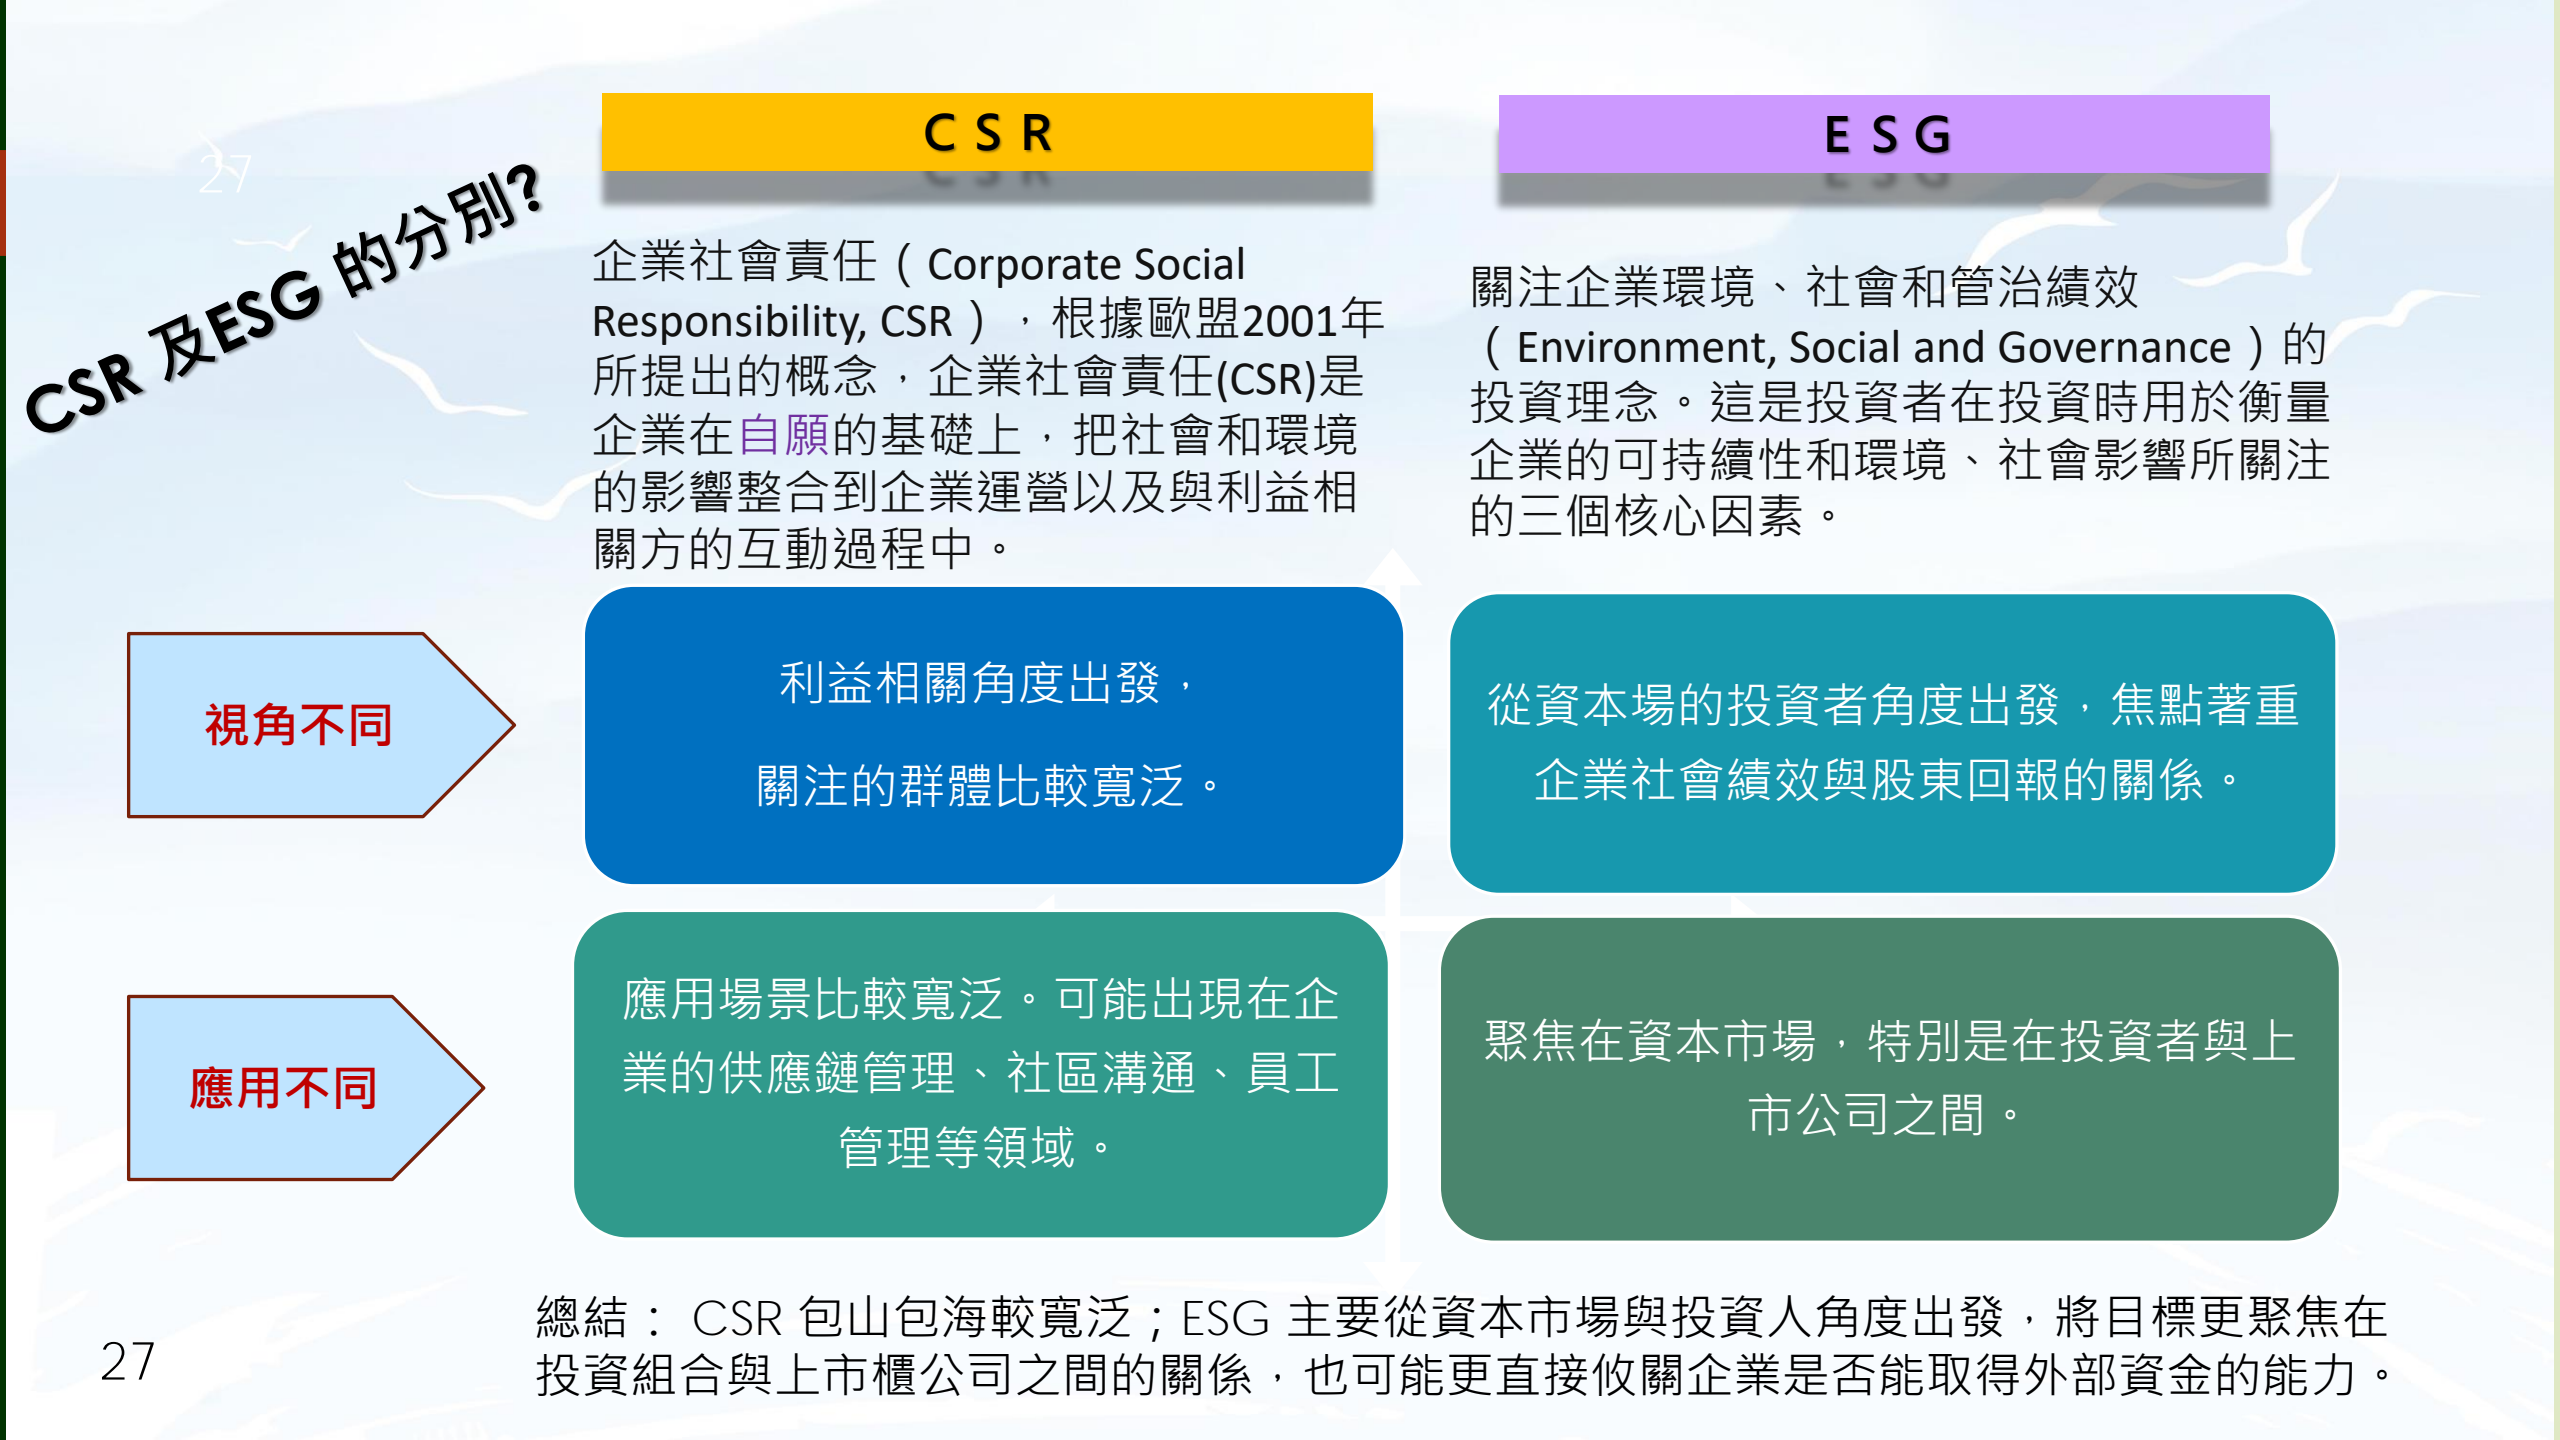 27
CSR 及ESG 的分別?
CSR
企業社會責任（Corporate Social
Responsibility, CSR），根據歐盟2001年
所提出的概念，企業社會責任(CSR)是
企業在自願的基礎上，把社會和環境
的影響整合到企業運營以及與利益相
關方的互動過程中。
ESG
關注企業環境、社會和管治績效
（Environment, Social and Governance）的
投資理念。這是投資者在投資時用於衡量
企業的可持續性和環境、社會影響所關注
的三個核心因素。
視角不同
利益相關角度出發，
關注的群體比較寬泛。
從資本場的投資者角度出發，焦點著重
企業社會績效與股東回報的關係。
應用不同
應用場景比較寬泛。可能出現在企
業的供應鏈管理、社區溝通、員工
管理等領域。
聚焦在資本市場，特別是在投資者與上
市公司之間。
總結： CSR 包山包海較寬泛；ESG 主要從資本市場與投資人角度出發，將目標更聚焦在
投資組合與上市櫃公司之間的關係，也可能更直接攸關企業是否能取得外部資金的能力。
27